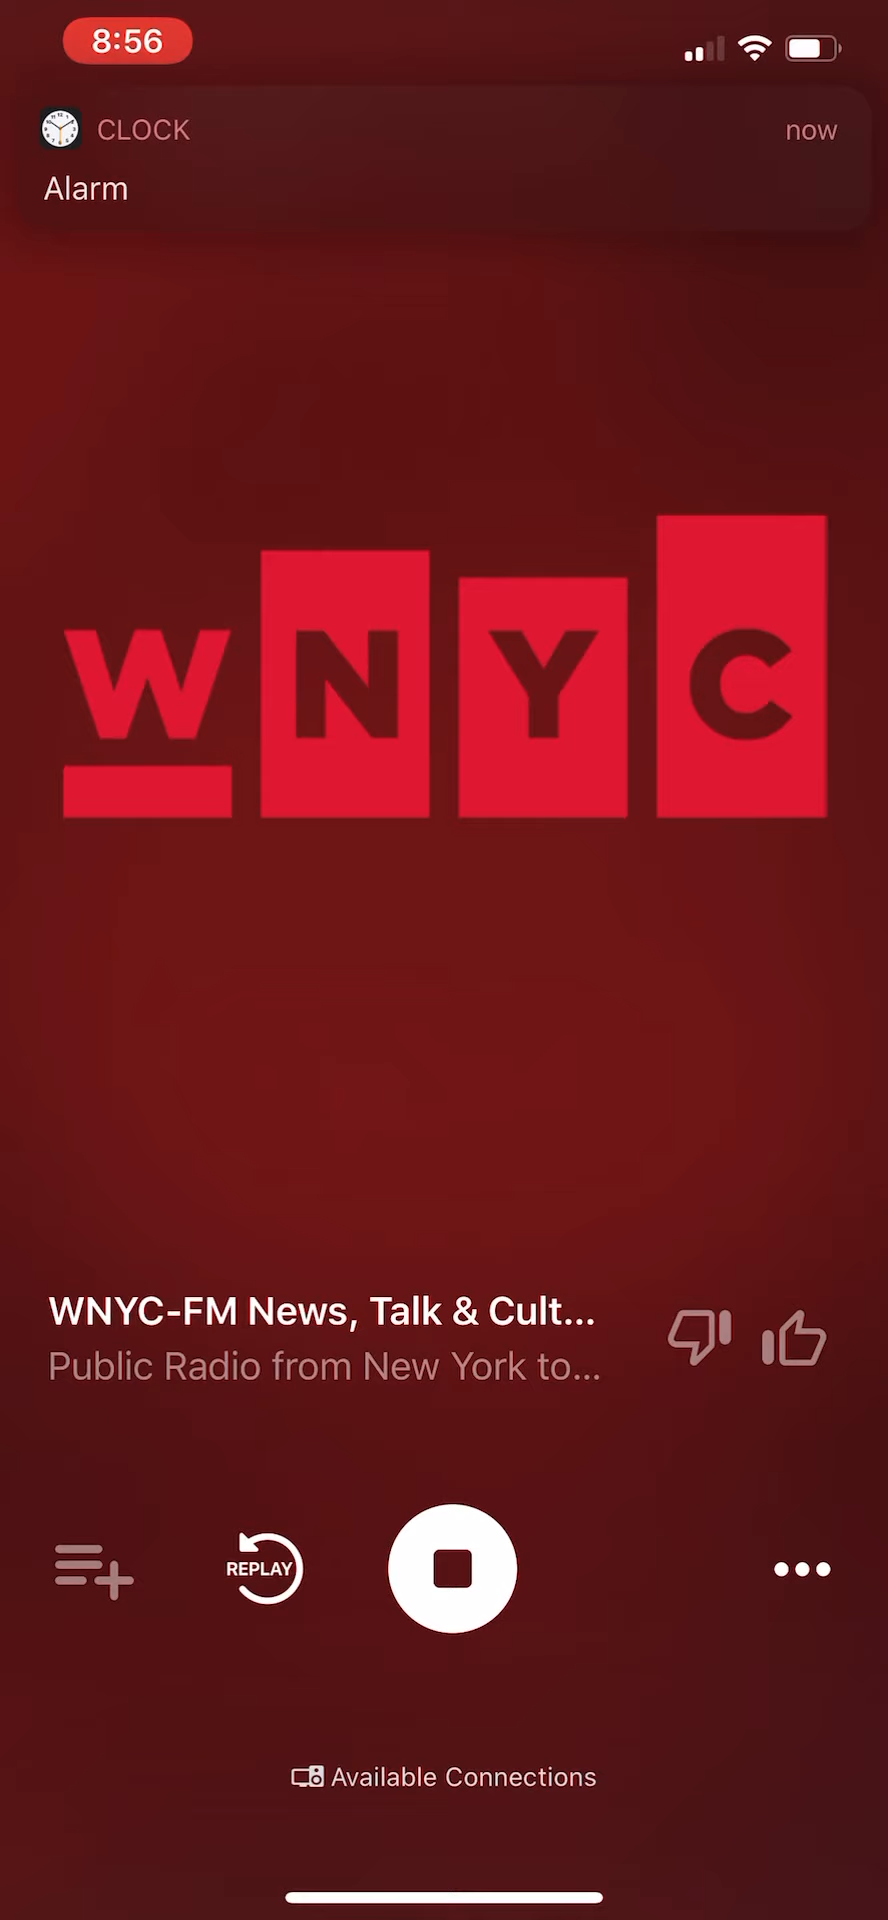 8:56
CLOCK
now
Alarm
WNYC
WNYC-FM News, Talk & Cult...
Public Radio from New York to...
REPLAY
Available Connections